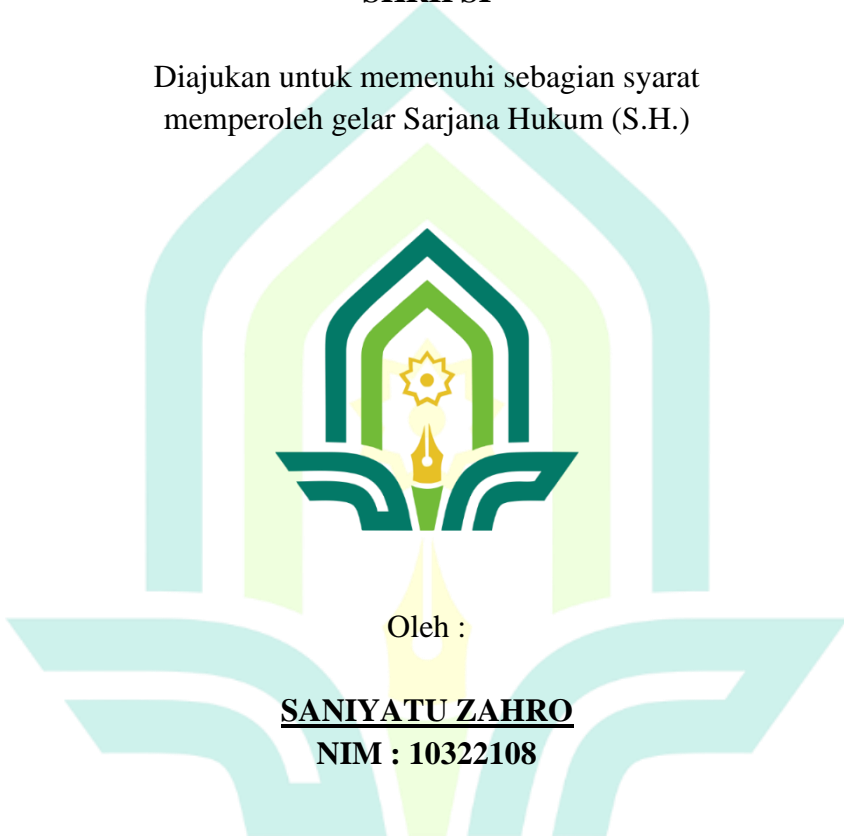 Diajukan untuk memenuhi sebagian syarat
memperoleh gelar Sarjana Hukum (S.H.)
Oleh :
SANIYATU ZAHRO
NIM : 10322108